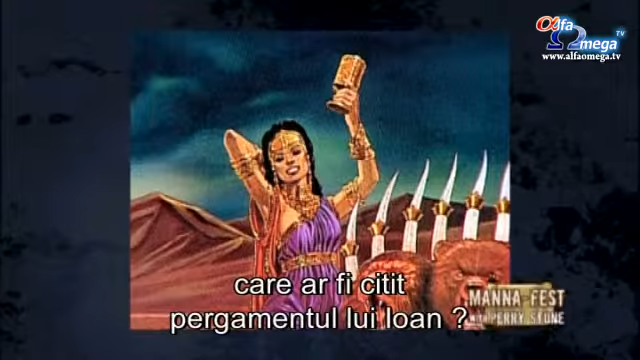 alfa
Omega TV
www.alfaomega.tv
care ar fi citit
pergamentul lui Ioan ?
MANNA-FEST
WITH PERRY STONE